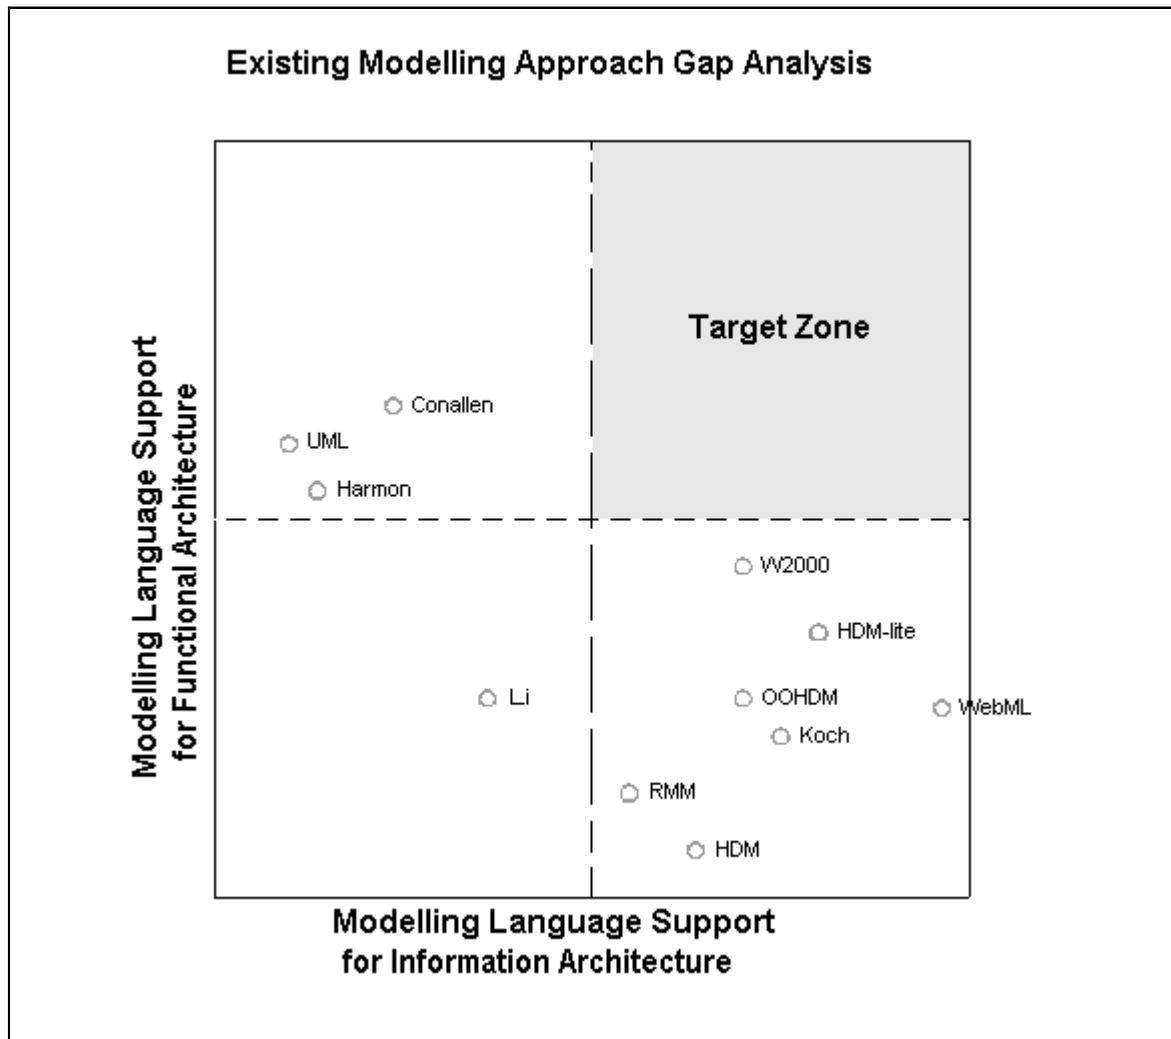 Existing Modelling Approach Gap Analysis
Target Zone
Conallen
UML
Harmon
W2000
HDM-lite
Li
OOHDM
WebML
Koch
RMM
HDM
Modelling Language Support
for Functional Architecture
Modelling Language Support
for Information Architecture